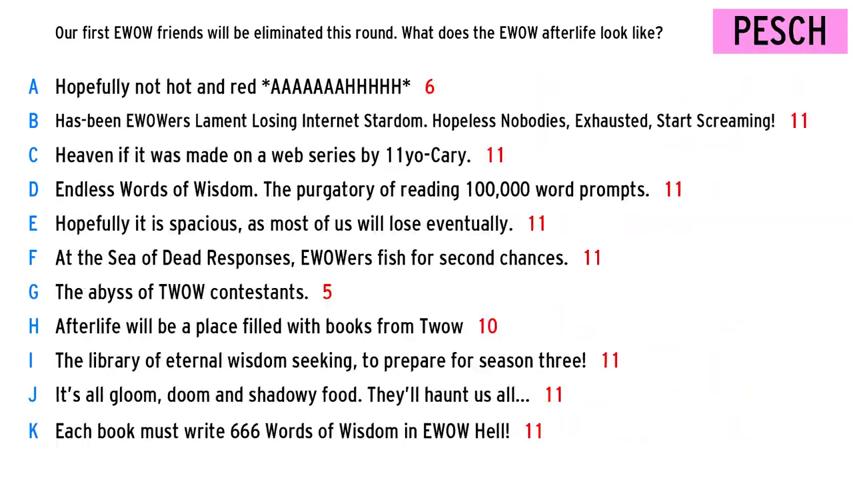 Our first EWOW friends will be eliminated this round. What does the EWOW afterlife look like?
PESCH
A Hopefully not hot and red *AAAAAAAHHHHH* 6
B Has-been EWOWers Lament Losing Internet Stardom. Hopeless Nobodies, Exhausted, Start Screaming! 11
C Heaven if it was made on a web series by 11yo-Cary. 11
D Endless Words of Wisdom. The purgatory of reading 100,000 word prompts. 11
E Hopefully it is spacious, as most of us will lose eventually. 11
F At the Sea of Dead Responses, EWOWers fish for second chances. 11
G The abyss of TWOW contestants. 5
H Afterlife will be a place filled with books from Twow 10
I The library of eternal wisdom seeking, to prepare for season three! 11
J It's all gloom, doom and shadowy food. They'll haunt us all... 11
K Each book must write 666 Words of Wisdom in EWOW Hell! 11